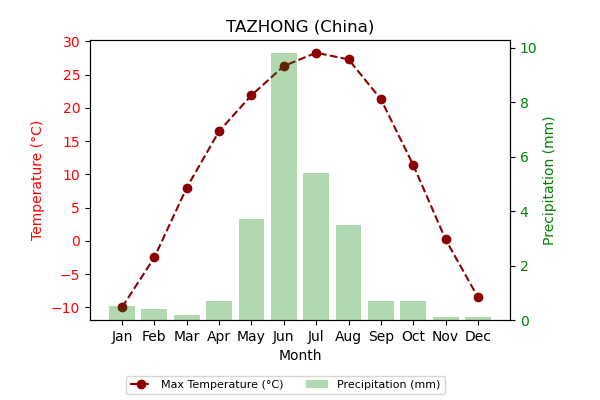 TAZHONG (China)
30
25
20
15
10
5
0
−5
−10
Temperature (°C)
10
8
6
4
2
0
Precipitation (mm)
Jan Feb Mar Apr May Jun Jul Aug Sep Oct Nov Dec
Month
Max Temperature (°C) Precipitation (mm)